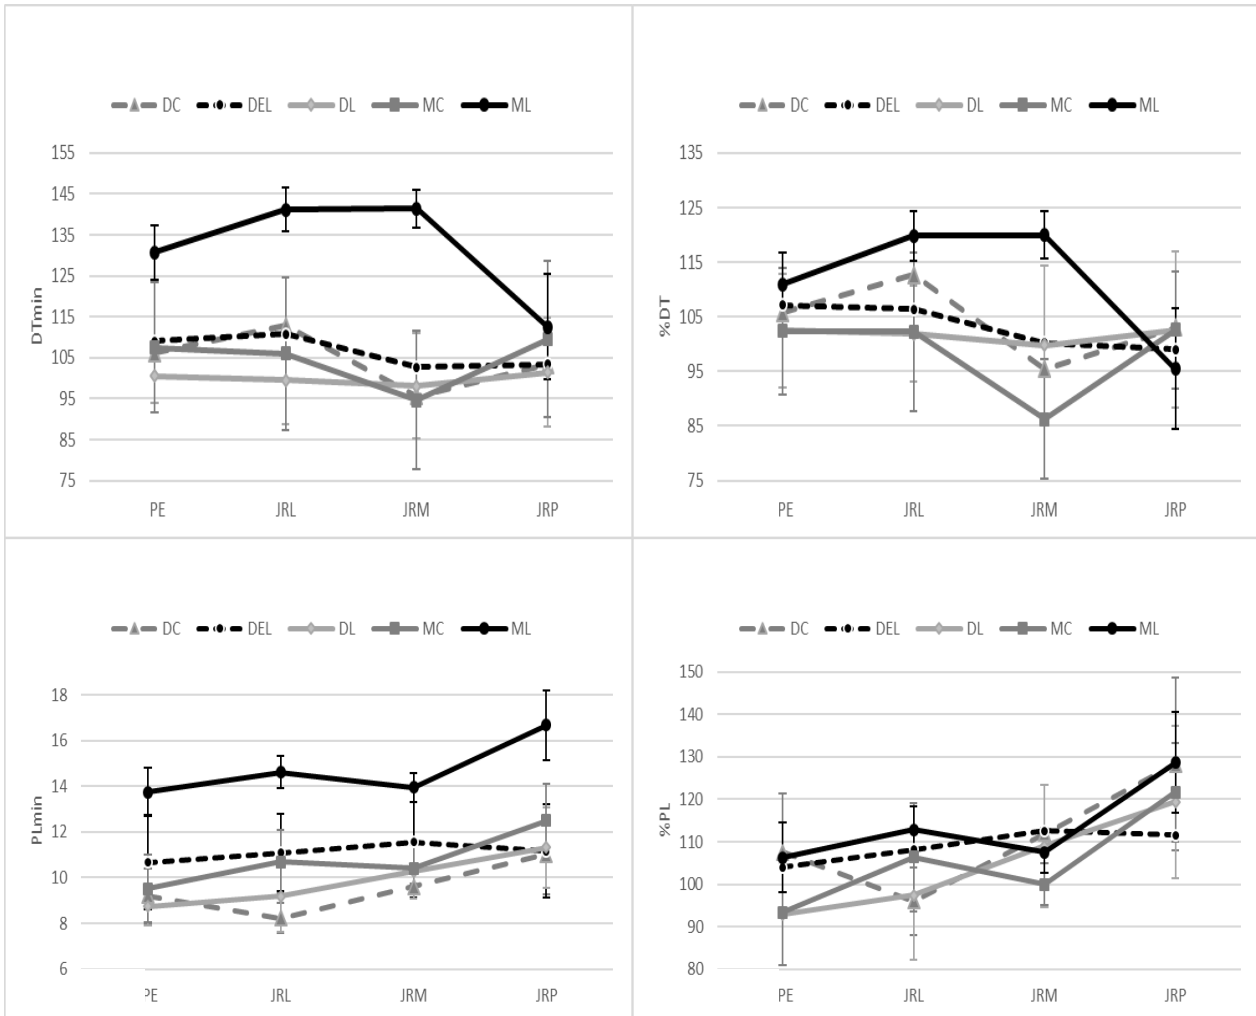 DC DEL DL MC ML
155
145
135
125
115
105
95
85
75
DTmin
PE JRL JRM JRP
DC DEL DL MC ML
135
125
115
105
95
85
75
%DT
PE JRL JRM JRP
DC DEL DL MC ML
18
16
14
12
10
8
6
PLmin
PE JRL JRM JRP
DC DEL DL MC ML
150
140
130
120
110
100
90
80
%PL
PE JRL JRM JRP